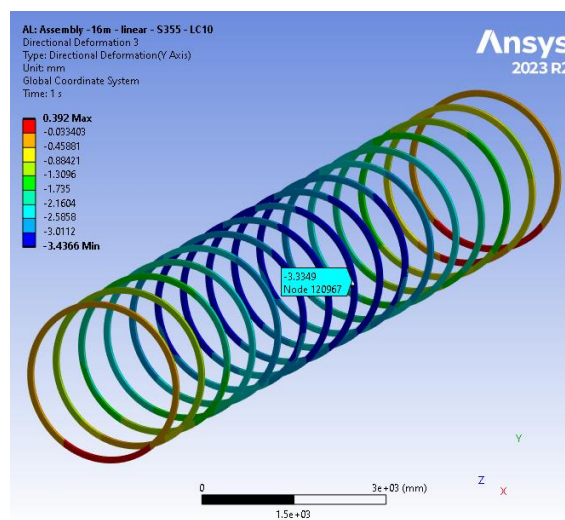 AL: Assembly -16m - linear - S355 - LC10
Directional Deformation 3
Type: Directional Deformation(Y Axis)
Unit: mm
Global Coordinate System
Time: 1 s
Ansys
2023 R2
0.392 Max
-0.033403
-0.45881
-0.88421
-1.3096
-1.735
-2.1604
-2.5858
-3.0112
-3.4366 Min
-3.3349
Node 120967
Y
Z
X
0
3e+03 (mm)
1.5e+03